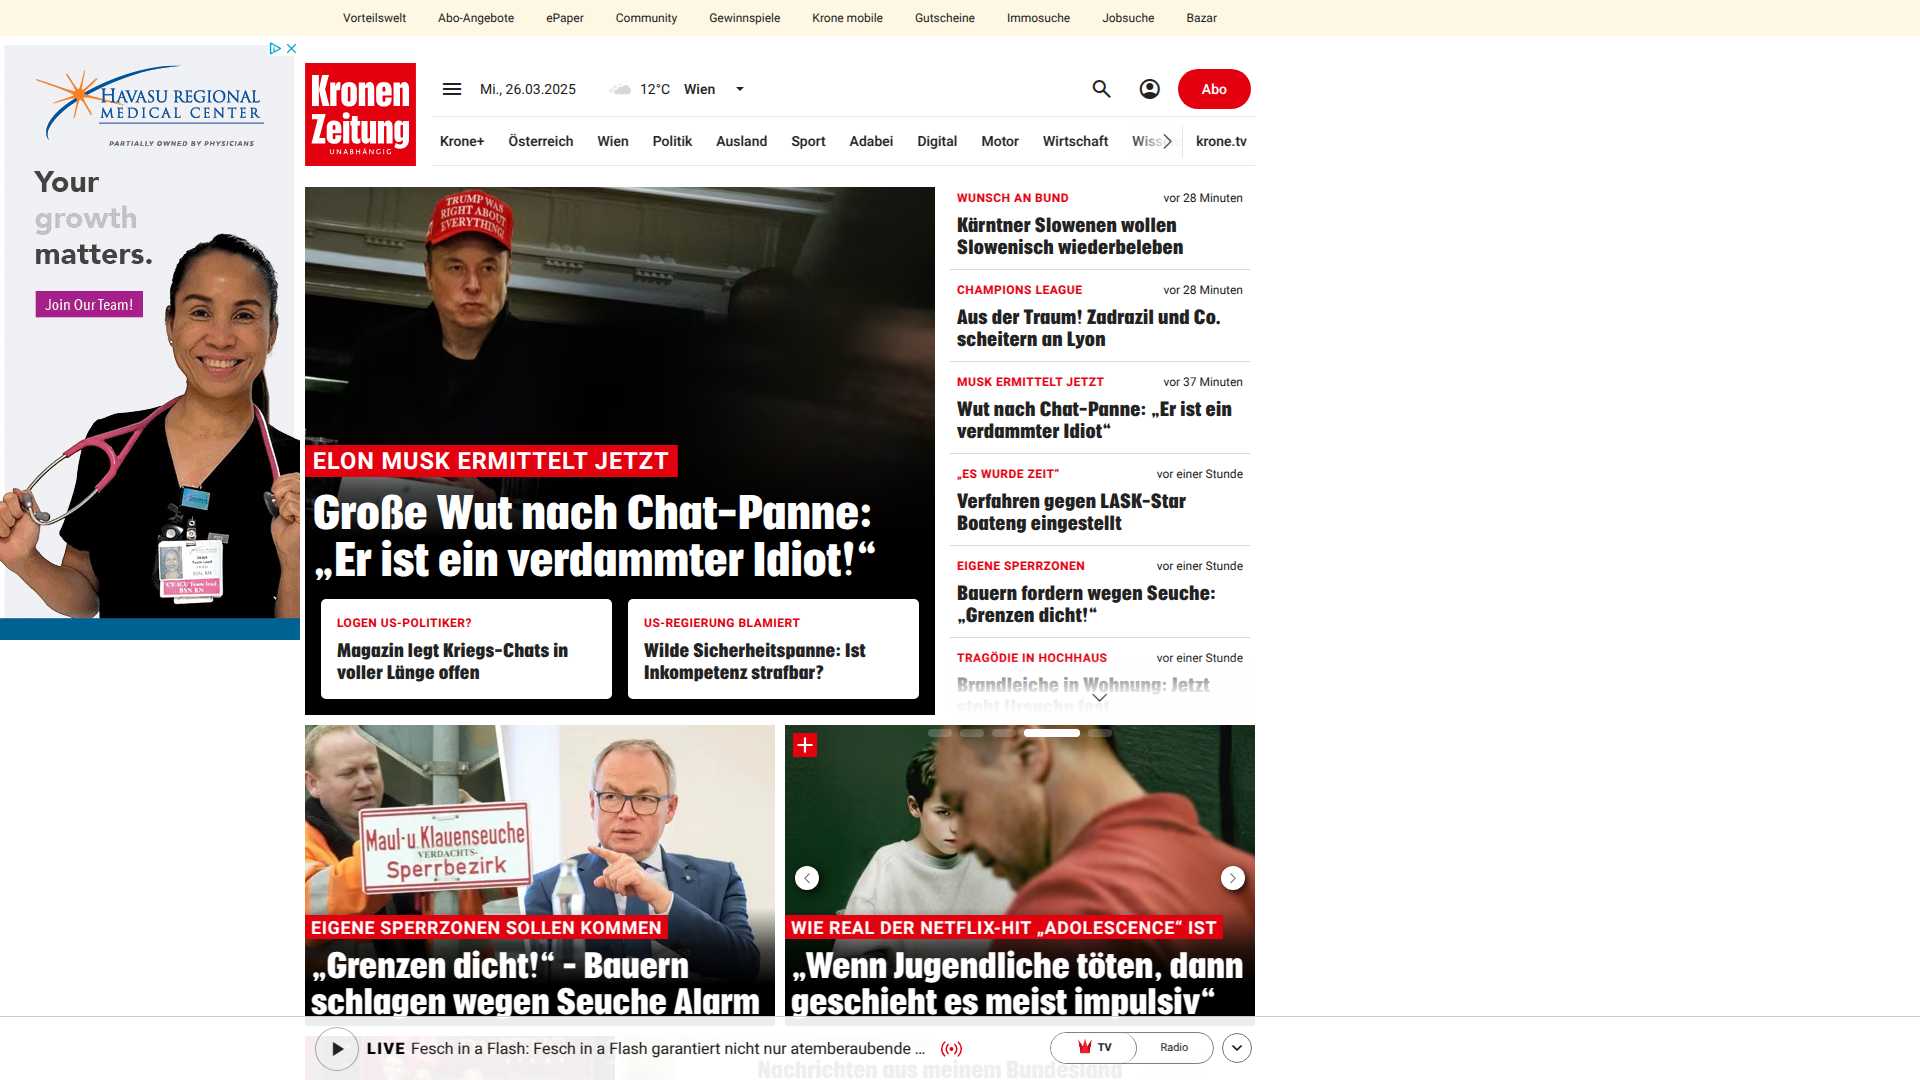 Vorteilswelt Abo-Angebote ePaper Community Gewinnspiele Krone mobile Gutscheine Immosuche Jobsuche Bazar
HAVASU REGIONAL
MEDICAL CENTER
PARTIALLY OWNED BY PHYSICIANS
Your
growth
matters.
Join Our Team!
Kronen
Zeitung
UNABHÄNGIG
Mi., 26.03.2025 12°C Wien
Abo
Krone+ Österreich Wien Politik Ausland Sport Adabei Digital Motor Wirtschaft krone.tv
TRUMP WAS
RIGHT ABOUT
EVERYTHING!
ELON MUSK ERMITTELT JETZT
Große Wut nach Chat-Panne:
„Er ist ein verdammter Idiot!“
LOGEN US-POLITIKER?
Magazin legt Kriegs-Chats in
voller Länge offen
US-REGIERUNG BLAMIERT
Wilde Sicherheitspanne: Ist
Inkompetenz strafbar?
WUNSCH AN BUND vor 28 Minuten
Kärntner Slowenen wollen
Slowenisch wiederbeleben
CHAMPIONS LEAGUE vor 28 Minuten
Aus der Traum! Zadrazil und Co.
scheitern an Lyon
MUSK ERMITTELT JETZT vor 37 Minuten
Wut nach Chat-Panne: „Er ist ein
verdammter Idiot“
„ES WURDE ZEIT“ vor einer Stunde
Verfahren gegen LASK-Star
Boateng eingestellt
EIGENE SPERRZONEN vor einer Stunde
Bauern fordern wegen Seuche:
„Grenzen dicht!“
TRAGÖDIE IN HOCHHAUS vor einer Stunde
Brandleiche in Wohnung: Jetzt
steht Ursache fest
Maul-u. Klauenseuche
VERDACHTS-
Sperrbezirk
EIGENE SPERRZONEN SOLLEN KOMMEN
„Grenzen dicht!“ – Bauern
schlagen wegen Seuche Alarm
WIE REAL DER NETFLIX-HIT „ADOLESCENCE“ IST
„Wenn Jugendliche töten, dann
geschieht es meist impulsiv“
LIVE Fesch in a Flash: Fesch in a Flash garantiert nicht nur atemberaubende ...
TV Radio
Nachrichten aus meinem Bundesland